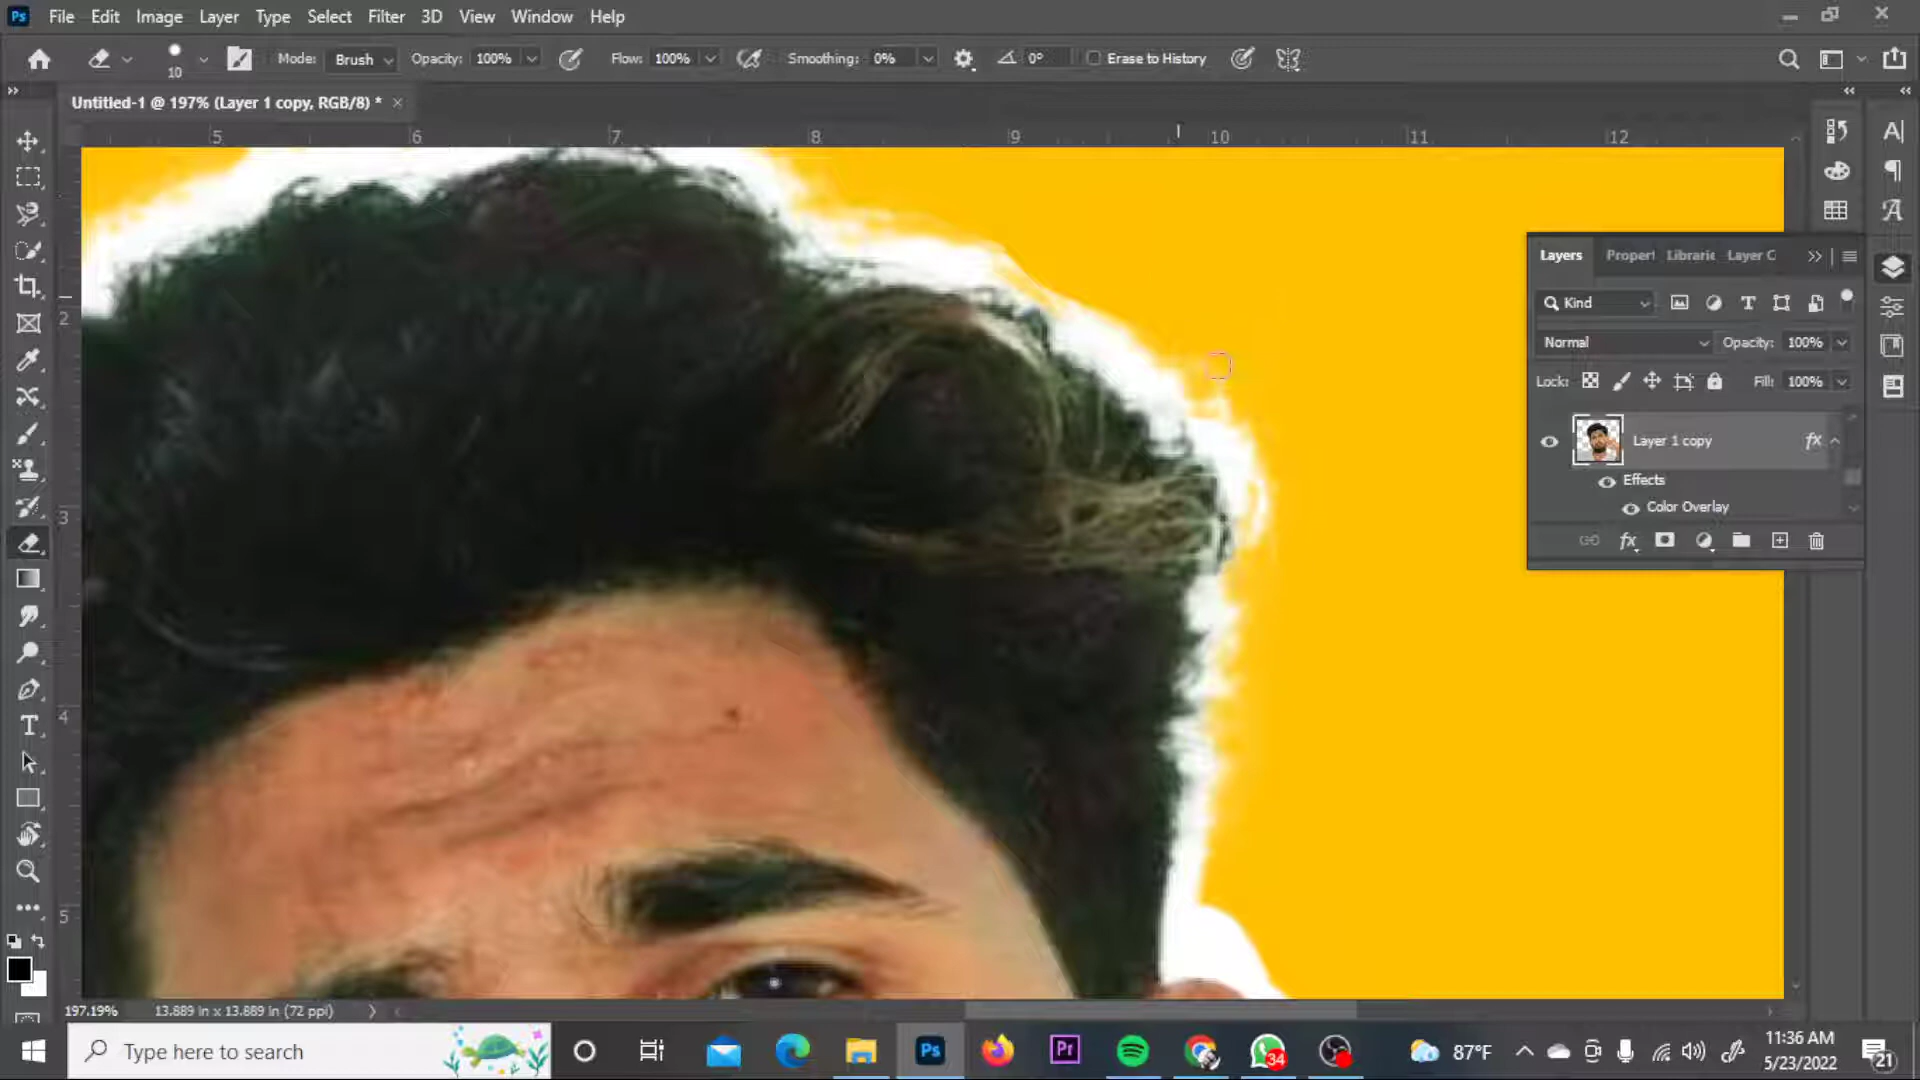 Ps File Edit Image Layer Type Select Filter 3D View Window Help
10 Mode: Brush Opacity: 100% Flow: 100% Smoothing: 0% 0° Erase to History
Untitled-1 @ 197% (Layer 1 copy, RGB/8) * ×
5 6 7 8 9 10 11 12
2
3
4
5
Layers Propert Librarie Layer C
Kind
Normal Opacity: 100%
Lock: Fill: 100%
Layer 1 copy fx
Effects
Color Overlay
fx
197.19% 13.889 in x 13.889 in (72 ppi)
Type here to search Ps Pr 34 87°F 11:36 AM
5/23/2022 21